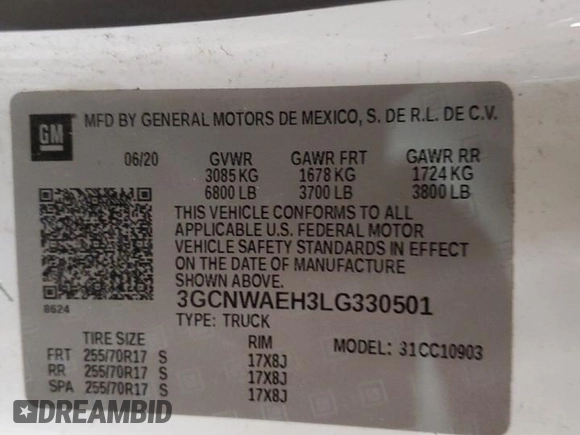 GM MFD BY GENERAL MOTORS DE MEXICO, S. DE R.L. DE C.V.
06/20 GVWR GAWR FRT GAWR RR
3085 KG 1678 KG 1724 KG
6800 LB 3700 LB 3800 LB
THIS VEHICLE CONFORMS TO ALL
APPLICABLE U.S. FEDERAL MOTOR
VEHICLE SAFETY STANDARDS IN EFFECT
ON THE DATE OF MANUFACTURE
SHOWN ABOVE.
8624
3GCNWAEH3LG330501
TYPE: TRUCK
TIRE SIZE RIM MODEL: 31CC10903
FRT 255/70R17 S 17X8J
RR 255/70R17 S 17X8J
SPA 255/70R17 S 17X8J
DREAMBID